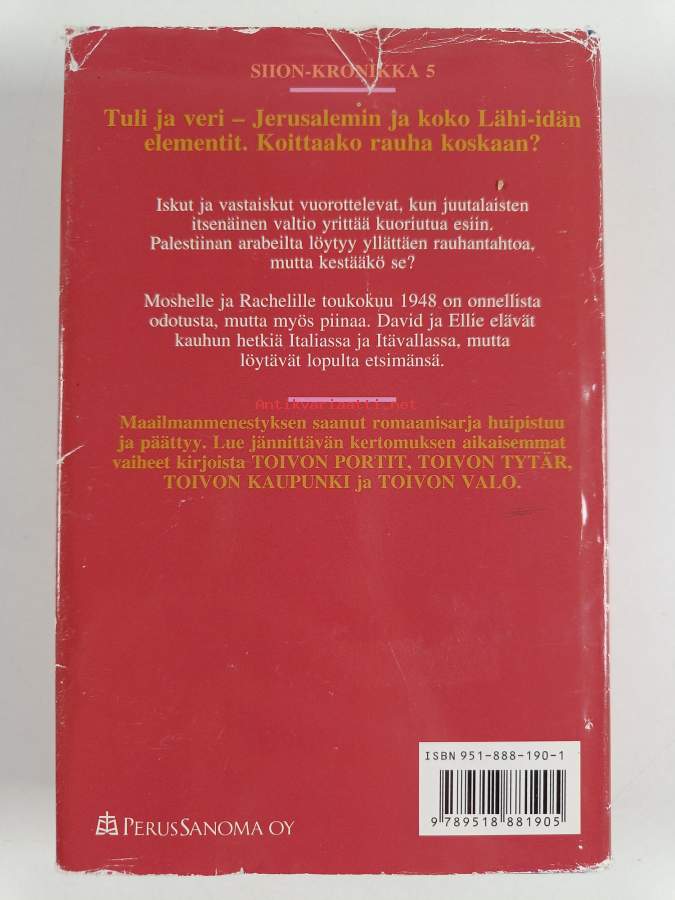 SIION-KRONIKKA 5
Tuli ja veri – Jerusalemin ja koko Lähi-idän
elementit. Koittaako rauha koskaan?
Iskut ja vastaiskut vuorottelevat, kun juutalaisten
itsenäinen valtio yrittää kuoriutua esiin.
Palestiinan arabeilta löytyy yllättäen rauhantahtoa,
mutta kestääkö se?
Moshelle ja Rachelille toukokuu 1948 on onnellista
odotusta, mutta myös piinaa. David ja Ellie elävät
kauhun hetkiä Italiassa ja Itävallassa, mutta
löytävät lopulta etsimänsä.
Antikvariaatti.net
Maailmanmenestyksen saanut romaanisarja huipistuu
ja päättyy. Lue jännittävän kertomuksen aikaisemmat
vaiheet kirjoista TOIVON PORTIT, TOIVON TYTÄR,
TOIVON KAUPUNKI ja TOIVON VALO.
ISBN 951-888-190-1
9 789518 881905
PERUSSANOMA OY